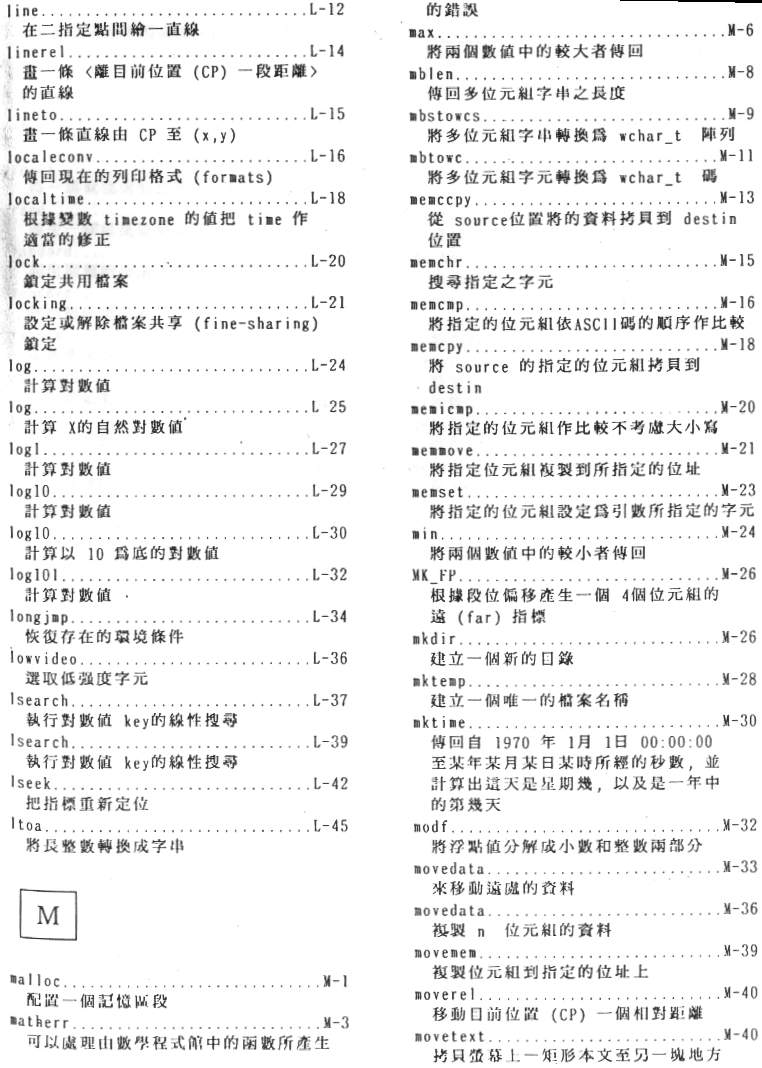 line............................L-12
在二指定點間繪一直線
linerel.........................L-14
畫一條 〈離目前位置 (CP) 一段距離〉
的直線
lineto..........................L-15
畫一條直線由 CP 至 (x,y)
localeconv......................L-16
傳回現在的列印格式 (formats)
localtime.......................L-18
根據變數 timezone 的值把 time 作
適當的修正
lock............................L-20
鎖定共用檔案
locking.........................L-21
設定或解除檔案共享 (fine-sharing)
鎖定
log.............................L-24
計算對數值
log.............................L 25
計算 X的自然對數值
logl............................L-27
計算對數值
log10...........................L-29
計算對數值
log10...........................L-30
計算以 10 爲底的對數值
log10l..........................L-32
計算對數值
longjmp.........................L-34
恢復存在的環境條件
lowvideo........................L-36
選取低强度字元
lsearch.........................L-37
執行對數值 key的線性搜尋
lsearch.........................L-39
執行對數值 key的線性搜尋
lseek...........................L-42
把指標重新定位
ltoa............................L-45
將長整數轉換成字串
M
malloc..........................M-1
配置一個記憶區段
matherr.........................M-3
可以處理由數學程式館中的函數所產生
的錯誤
max.............................M-6
將兩個數值中的較大者傳回
mblen...........................M-8
傳回多位元組字串之長度
mbstowcs........................M-9
將多位元組字串轉換爲 wchar_t 陣列
mbtowc..........................M-11
將多位元組字元轉換爲 wchar_t 碼
memccpy.........................M-13
從 source位置將的資料拷貝到 destin
位置
memchr..........................M-15
搜尋指定之字元
memcmp..........................M-16
將指定的位元組依ASCII碼的順序作比較
memcpy..........................M-18
將 source 的指定的位元組拷貝到
destin
memicmp.........................M-20
將指定的位元組作比較不考慮大小寫
memmove.........................M-21
將指定位元組複製到所指定的位址
memset..........................M-23
將指定的位元組設定爲引數所指定的字元
min.............................M-24
將兩個數值中的較小者傳回
MK_FP...........................M-26
根據段位偏移產生一個 4個位元組的
遠 (far) 指標
mkdir...........................M-26
建立一個新的目錄
mktemp..........................M-28
建立一個唯一的檔案名稱
mktime..........................M-30
傳回自 1970 年 1月 1日 00:00:00
至某年某月某日某時所經的秒數，並
計算出這天是星期幾，以及是一年中
的第幾天
modf............................M-32
將浮點值分解成小數和整數兩部分
movedata........................M-33
來移動遠處的資料
movedata........................M-36
複製 n 位元組的資料
movemem.........................M-39
複製位元組到指定的位址上
moverel.........................M-40
移動目前位置 (CP) 一個相對距離
movetext........................M-40
拷貝螢幕上一矩形本文至另一塊地方